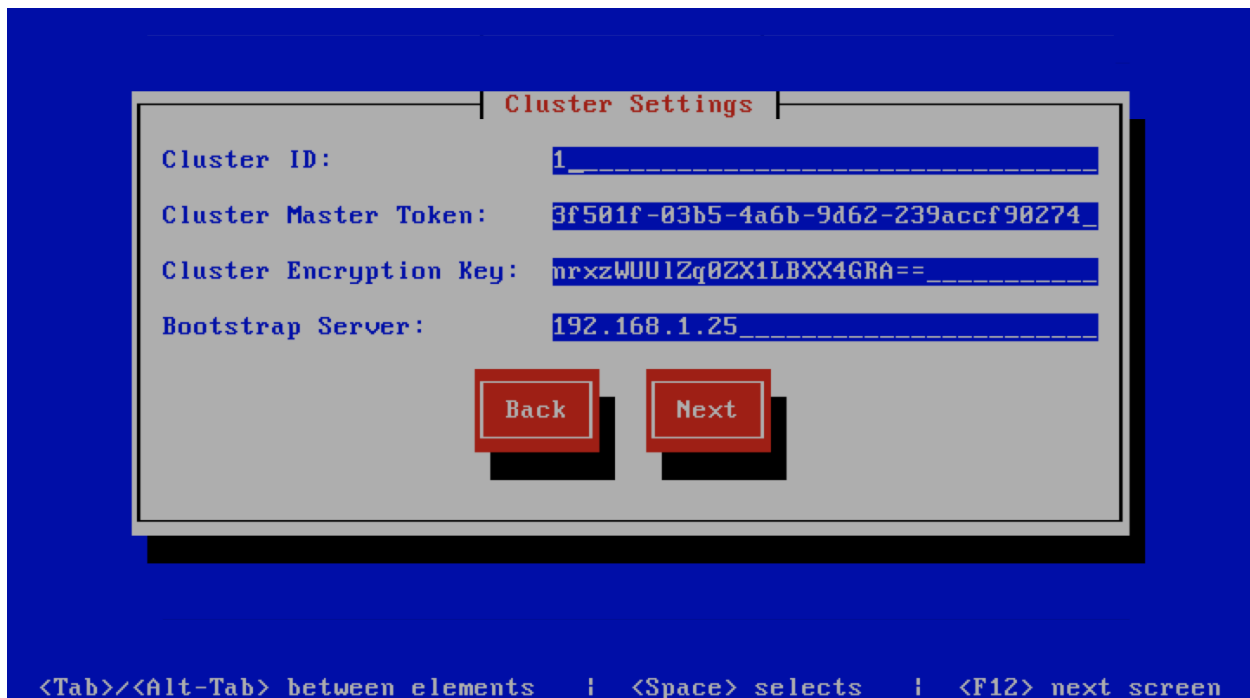 Cluster Settings
Cluster ID: 1
Cluster Master Token: 3f501f-03b5-4a6b-9d62-239accf90274
Cluster Encryption Key: nrxzWUUlZq0ZX1LBXX4GRA==
Bootstrap Server: 192.168.1.25
Back Next
<Tab>/<Alt-Tab> between elements | <Space> selects | <F12> next screen